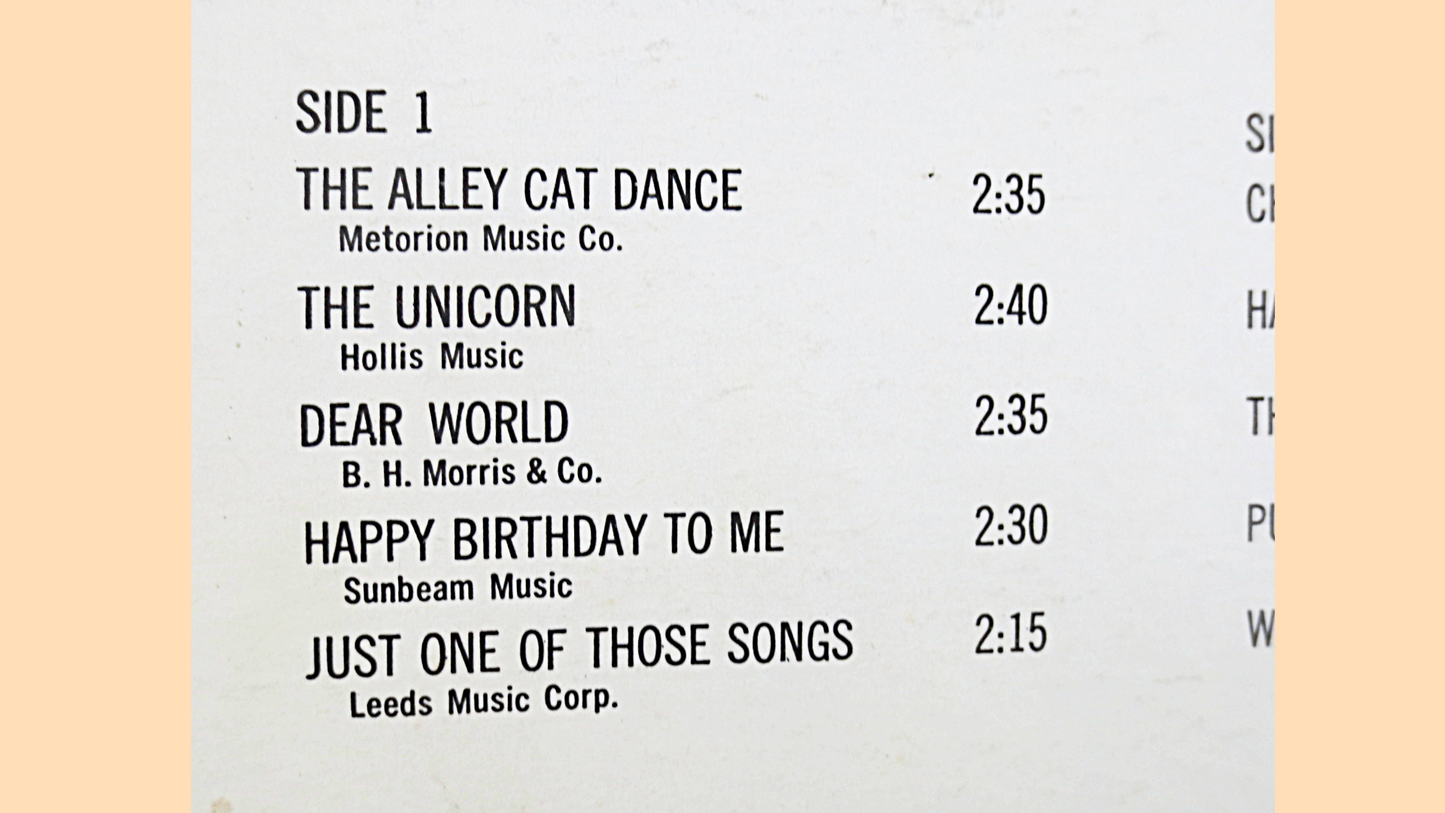 SIDE 1
THE ALLEY CAT DANCE 2:35
Metorion Music Co.
THE UNICORN 2:40
Hollis Music
DEAR WORLD 2:35
B. H. Morris & Co.
HAPPY BIRTHDAY TO ME 2:30
Sunbeam Music
JUST ONE OF THOSE SONGS 2:15
Leeds Music Corp.